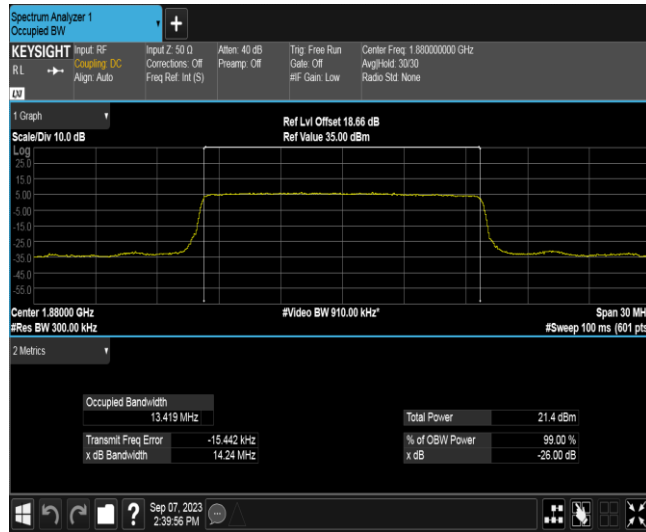 Spectrum Analyzer 1
Occupied BW
KEYSIGHT
RL
LXI
Input: RF
Coupling: DC
Align: Auto
Input Z: 50 Ω
Corrections: Off
Freq Ref: Int (S)
Atten: 40 dB
Preamp: Off
Trig: Free Run
Gate: Off
#IF Gain: Low
Center Freq: 1.880000000 GHz
Avg|Hold: 30/30
Radio Std: None
1 Graph
Scale/Div 10.0 dB
Ref Lvl Offset 18.66 dB
Ref Value 35.00 dBm
Log
25.0
15.0
5.00
-5.00
-15.0
-25.0
-35.0
-45.0
-55.0
Center 1.88000 GHz
#Res BW 300.00 kHz
#Video BW 910.00 kHz*
Span 30 MH
#Sweep 100 ms (601 pts
2 Metrics
Occupied Bandwidth
13.419 MHz
Transmit Freq Error -15.442 kHz
x dB Bandwidth 14.24 MHz
Total Power 21.4 dBm
% of OBW Power 99.00 %
x dB -26.00 dB
Sep 07, 2023
2:39:56 PM